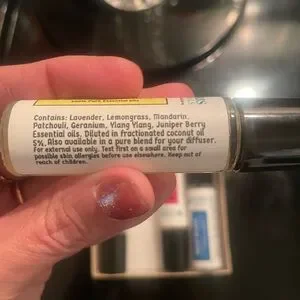 Contains: Lavender, Lemongrass, Mandarin,
Patchouli, Geranium, Ylang Ylang, Juniper Berry
Essential oils, Diluted in fractionated coconut oil
5%. Also available in a pure blend for your diffuser.
For external use only. Test first on a small area for
possible skin allergies before use elsewhere. Keep out of
reach of children.